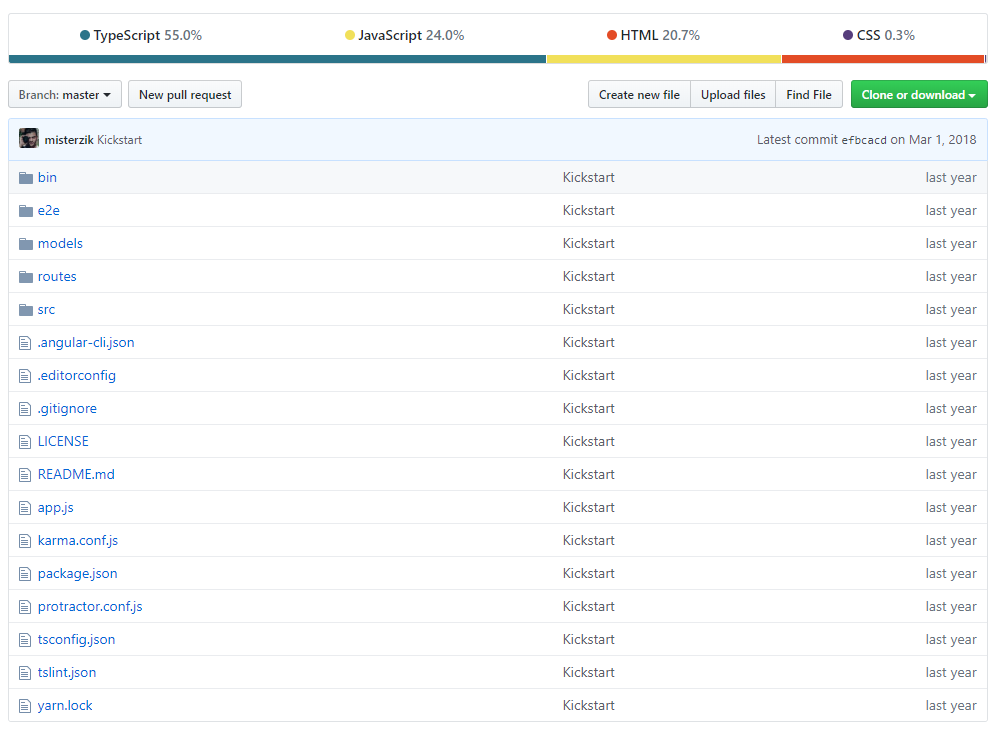 TypeScript 55.0% JavaScript 24.0% HTML 20.7% CSS 0.3%
Branch: master New pull request Create new file Upload files Find File Clone or download
misterzik Kickstart Latest commit efbcacd on Mar 1, 2018
bin Kickstart last year
e2e Kickstart last year
models Kickstart last year
routes Kickstart last year
src Kickstart last year
.angular-cli.json Kickstart last year
.editorconfig Kickstart last year
.gitignore Kickstart last year
LICENSE Kickstart last year
README.md Kickstart last year
app.js Kickstart last year
karma.conf.js Kickstart last year
package.json Kickstart last year
protractor.conf.js Kickstart last year
tsconfig.json Kickstart last year
tslint.json Kickstart last year
yarn.lock Kickstart last year